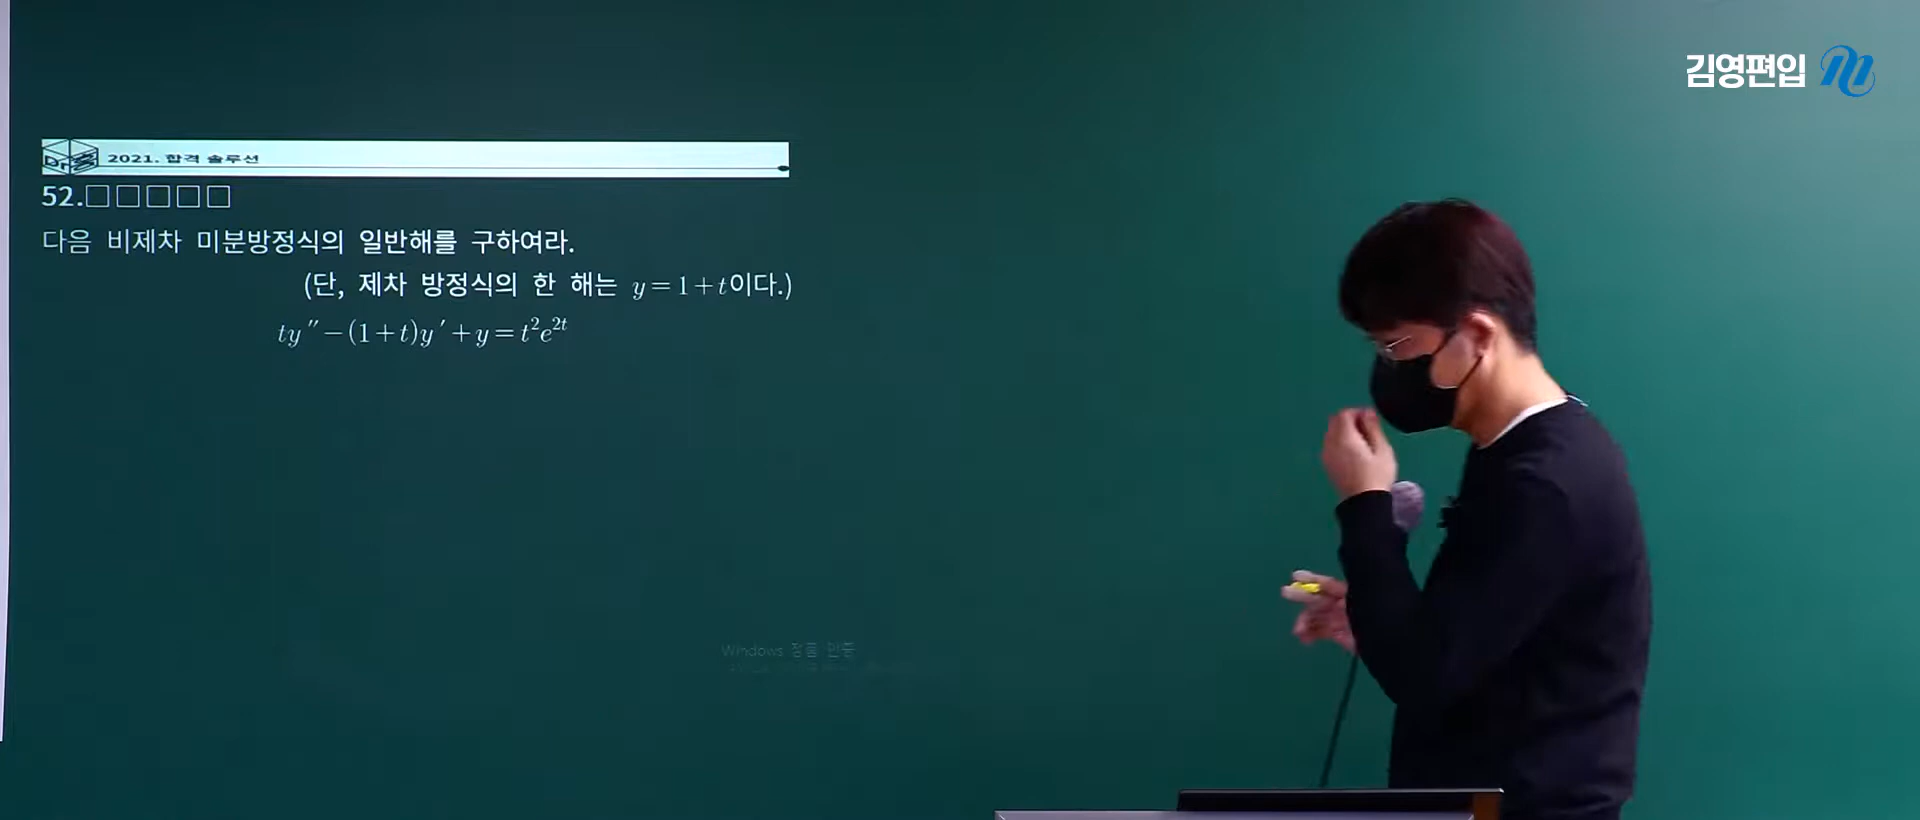 김영편입
2021. 합격 솔루션
52.□□□□□
다음 비제차 미분방정식의 일반해를 구하여라.
(단, 제차 방정식의 한 해는 y=1+t이다.)
ty″−(1+t)y′+y=t²e²ᵗ
Windows 정품 인증